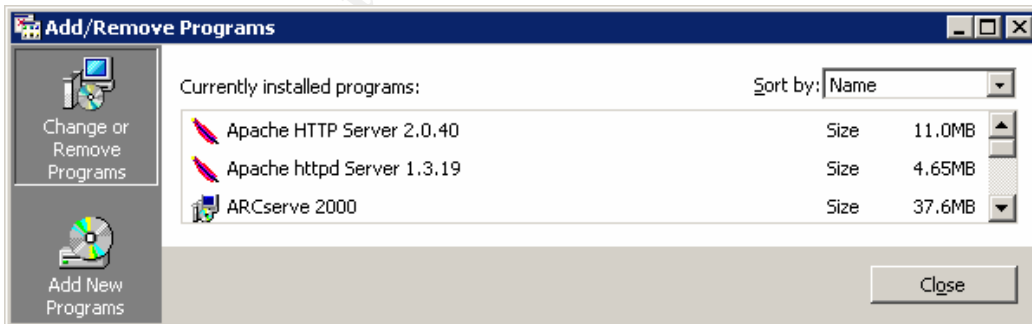 Add/Remove Programs
Change or
Remove
Programs
Add New
Programs
Currently installed programs:
Sort by: Name
Apache HTTP Server 2.0.40 Size 11.0MB
Apache httpd Server 1.3.19 Size 4.65MB
ARCserve 2000 Size 37.6MB
Close